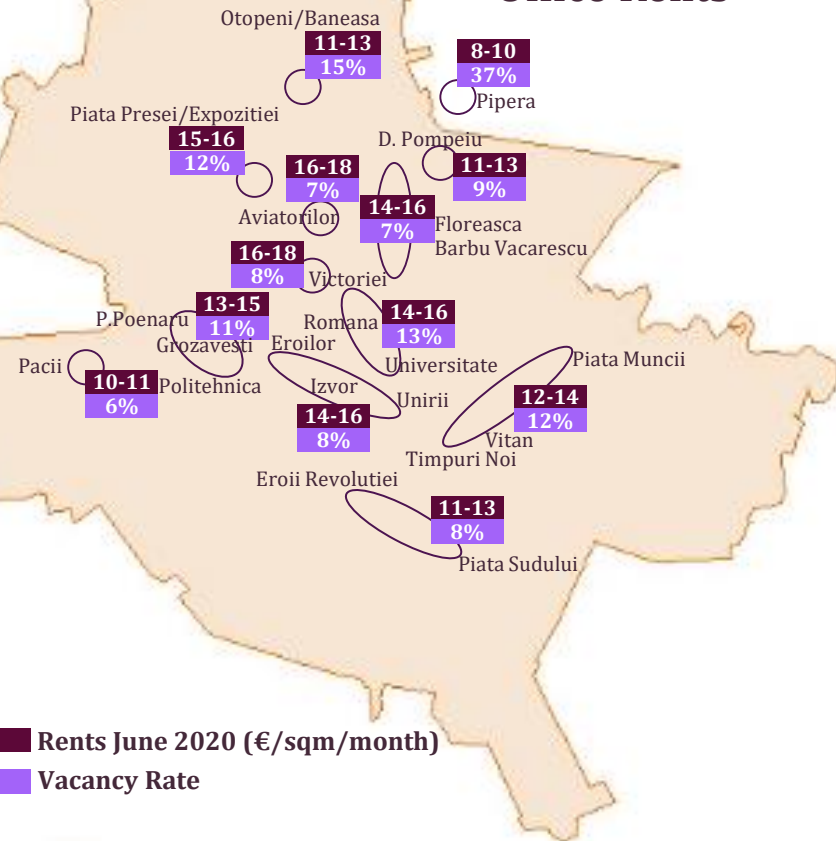 Office Rents
Otopeni/Baneasa
11-13
15%
8-10
37%
Pipera
Piata Presei/Expozitiei
15-16
12%
D. Pompeiu
11-13
9%
16-18
7%
Aviatorilor
14-16
7%
Floreasca
Barbu Vacarescu
16-18
8%
Victoriei
13-15
11%
P.Poenaru
Grozavesti
Politehnica
Romana
14-16
13%
Universitate
Pacii
10-11
6%
Eroilor
Izvor
Unirii
14-16
8%
Piata Muncii
12-14
12%
Vitan
Timpuri Noi
Eroii Revolutiei
11-13
8%
Piata Sudului
Rents June 2020 (€/sqm/month)
Vacancy Rate